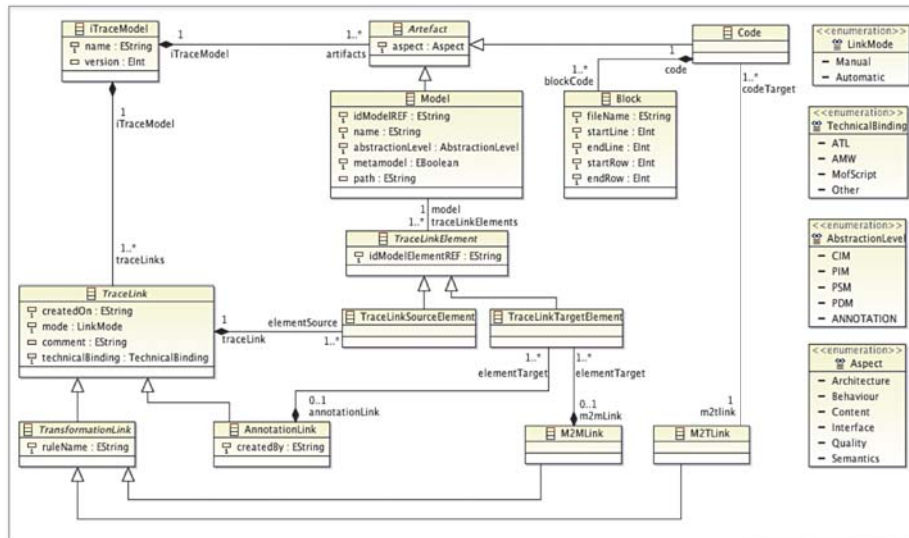 iTraceModel
name : EString
version : EInt
1
iTraceModel
1..*
artifacts
Artefact
aspect : Aspect
Code
1
code
1..*
blockCode
1..*
codeTarget
<<enumeration>>
LinkMode
Manual
Automatic
1
iTraceModel
Model
idModelREF : EString
name : EString
abstractionLevel : AbstractionLevel
metamodel : EBoolean
path : EString
Block
fileName : EString
startLine : EInt
endLine : EInt
startRow : EInt
endRow : EInt
<<enumeration>>
TechnicalBinding
ATL
AMW
MofScript
Other
1 model
1..* traceLinkElements
TraceLinkElement
idModelElementREF : EString
<<enumeration>>
AbstractionLevel
CIM
PIM
PSM
PDM
ANNOTATION
1..*
traceLinks
TraceLink
createdOn : EString
mode : LinkMode
comment : EString
technicalBinding : TechnicalBinding
1
traceLink
elementSource
1..*
TraceLinkSourceElement
TraceLinkTargetElement
1..*
1..*
elementTarget
elementTarget
<<enumeration>>
Aspect
Architecture
Behaviour
Content
Interface
Quality
Semantics
0..1
annotationLink
0..1
m2mLink
1
m2tlink
TransformationLink
ruleName : EString
AnnotationLink
createdBy : EString
M2MLink
M2TLink